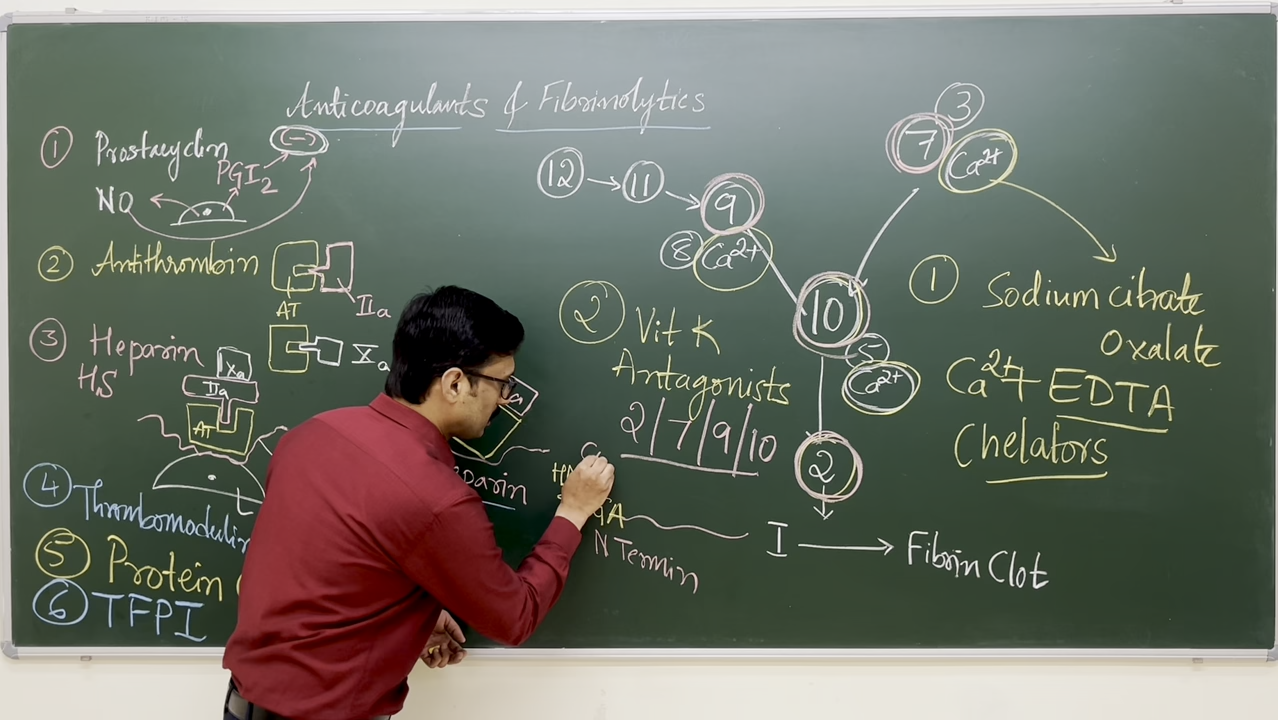 Anticoagulants & Fibrinolytics
① Prostacyclin
(-)
PGI2
NO
② Antithrombin
AT
IIa
Xa
③ Heparin
HS
Xa
IIa
AT
④ Thrombomodulin
⑤ Protein
⑥ TFPI
12 → 11 → 9
8 Ca2+
7 3 Ca2+
10
5
Ca2+
2
I → Fibrin Clot
② Vit K
Antagonists
2/7/9/10
N Termin
① Sodium citrate
Oxalate
Ca2+ EDTA
Chelators